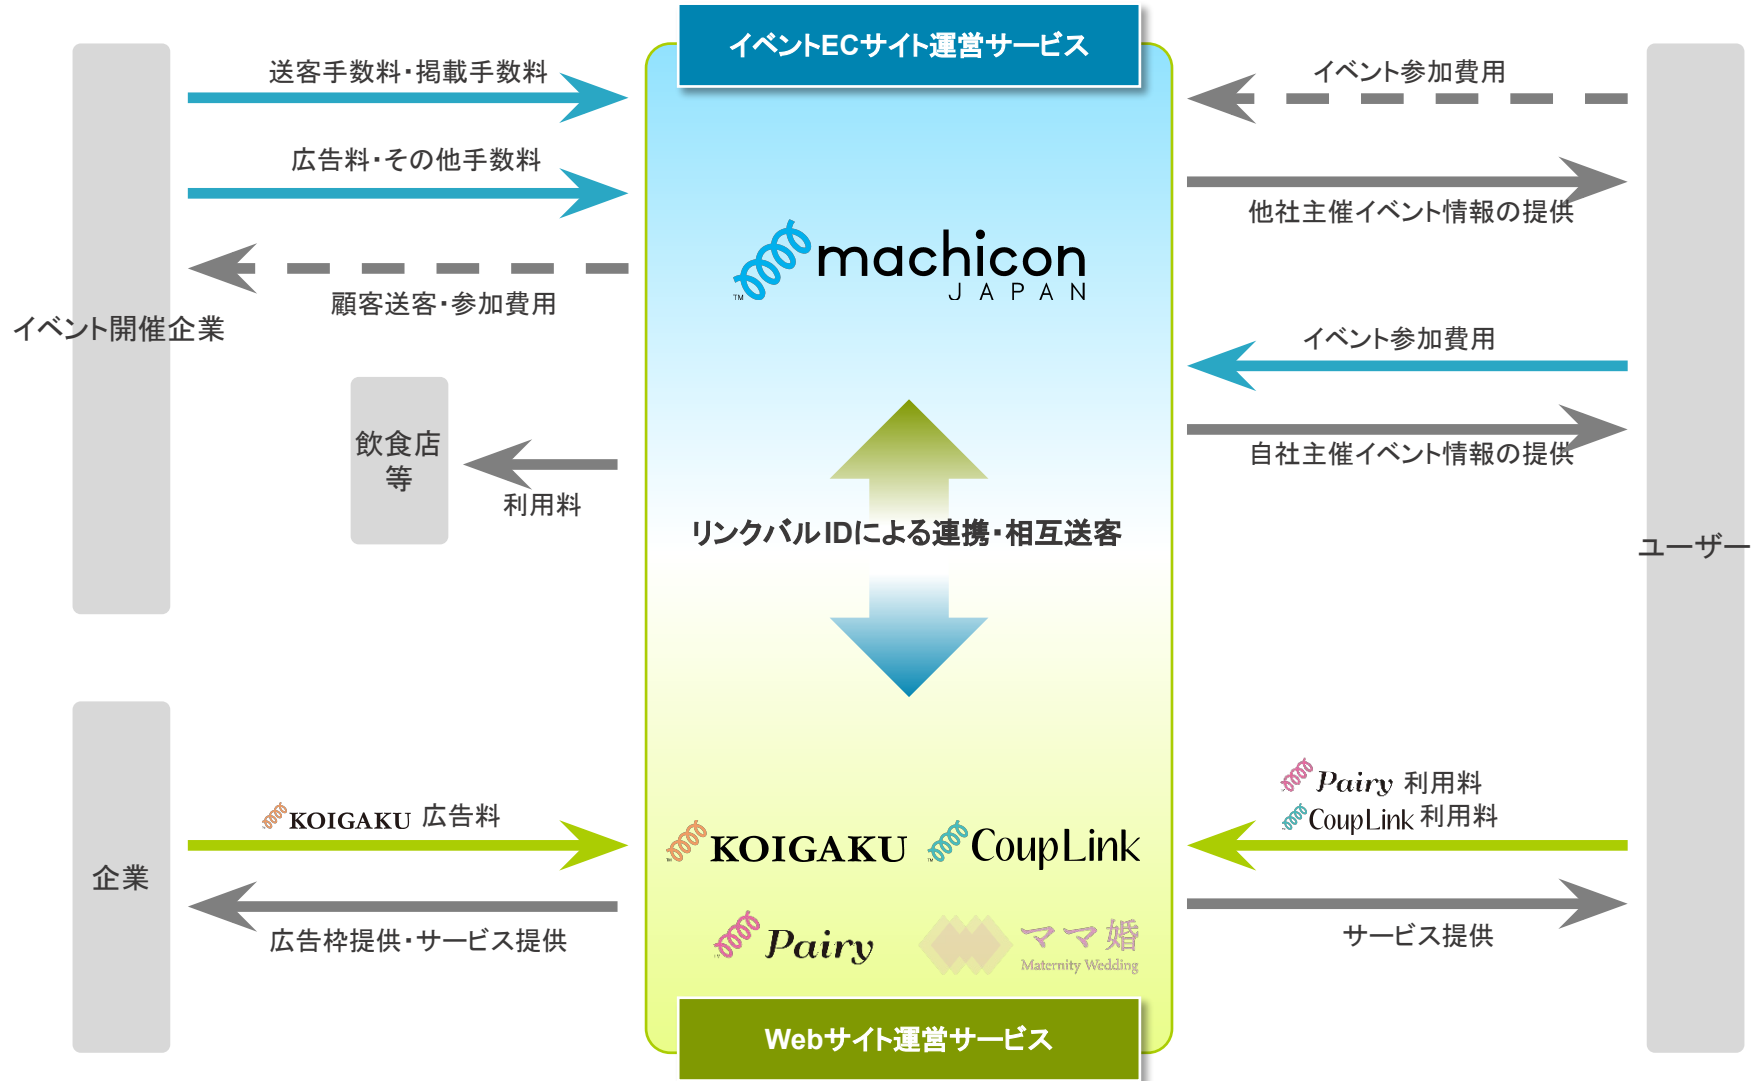 イベントECサイト運営サービス
送客手数料・掲載手数料
広告料・その他手数料
顧客送客・参加費用
イベント開催企業
飲食店
等
利用料
machicon
JAPAN
TM
リンクバルIDによる連携・相互送客
イベント参加費用
他社主催イベント情報の提供
イベント参加費用
自社主催イベント情報の提供
ユーザー
企業
KOIGAKU 広告料
広告枠提供・サービス提供
KOIGAKU
CoupLink
Pairy
ママ婚
Maternity Wedding
Pairy 利用料
CoupLink 利用料
サービス提供
Webサイト運営サービス